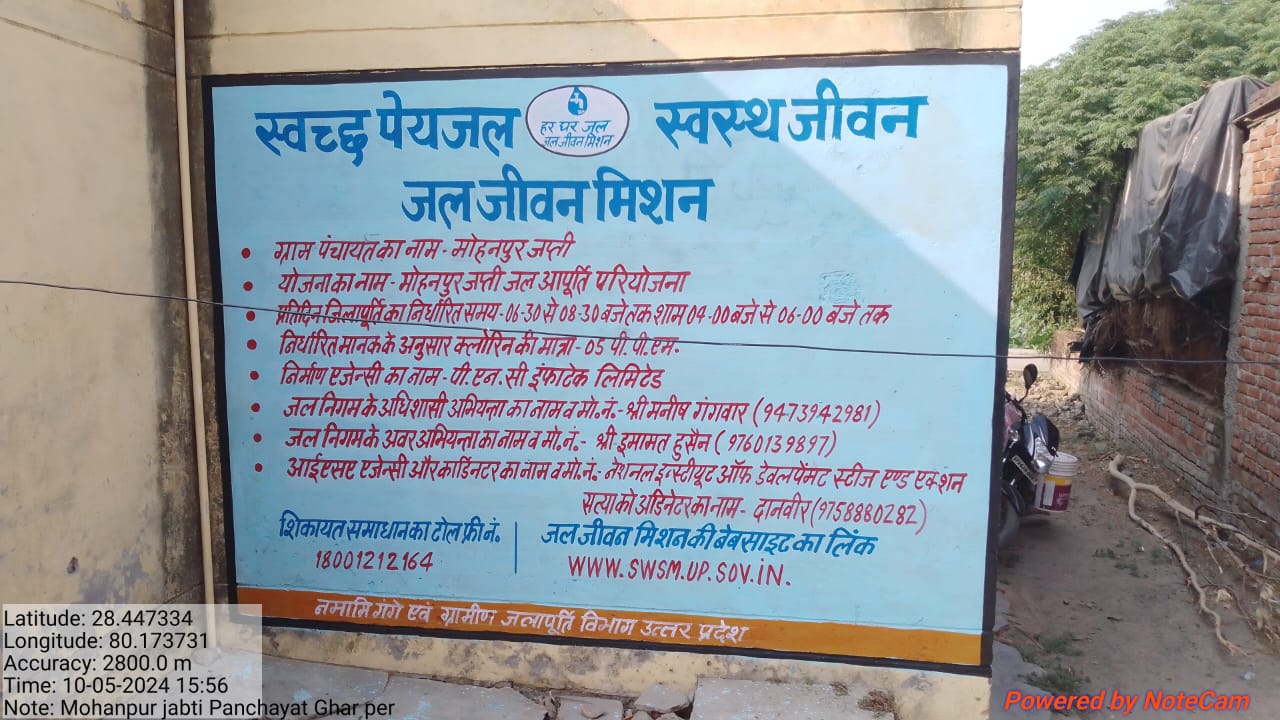 स्वच्छ पेयजल
हर घर जल
जल जीवन मिशन
स्वस्थ जीवन
जल जीवन मिशन
• ग्राम पंचायत का नाम - मोहनपुर जप्ती
• योजना का नाम - मोहनपुर जप्ती जल आपूर्ति परियोजना
• प्रतिदिन जिलापूर्ति का निर्धारित समय - 06-30 से 08-30 बजे तक शाम 04-00 बजे से 06-00 बजे तक
• निर्धारित मानक के अनुसार क्लोरिन की मात्रा - 05 पी. पी. एम.
• निर्माण एजेन्सी का नाम - पी. एन. सी इंफाटेक लिमिटेड
• जल निगम के अधिशासी अभियन्ता का नाम व मो. नं. - श्री मनीष गंगवार (9473942981)
• जल निगम के अवर अभियन्ता का नाम व मो. नं. - श्री इमामत हुसैन (9760139897)
• आईएसए एजेन्सी और कार्डिनटर का नाम व मो. नं. - नेशनल इन्स्टीयूट ऑफ डेवलपेंमट स्टीज एण्ड एक्शन
सत्या को अडिनेटर का नाम - दानवीर (9758880282)
शिकायत समाधान का टोल फ्री नं.
18001212164
जल जीवन मिशन की बेबसाइट का लिंक
WWW.SWSM.UP.SOV.IN.
नमामि गंगे एवं ग्रामीण जलापूर्ति विभाग उत्तर प्रदेश
Latitude: 28.447334
Longitude: 80.173731
Accuracy: 2800.0 m
Time: 10-05-2024 15:56
Note: Mohanpur jabti Panchayat Ghar per
Powered by NoteCam